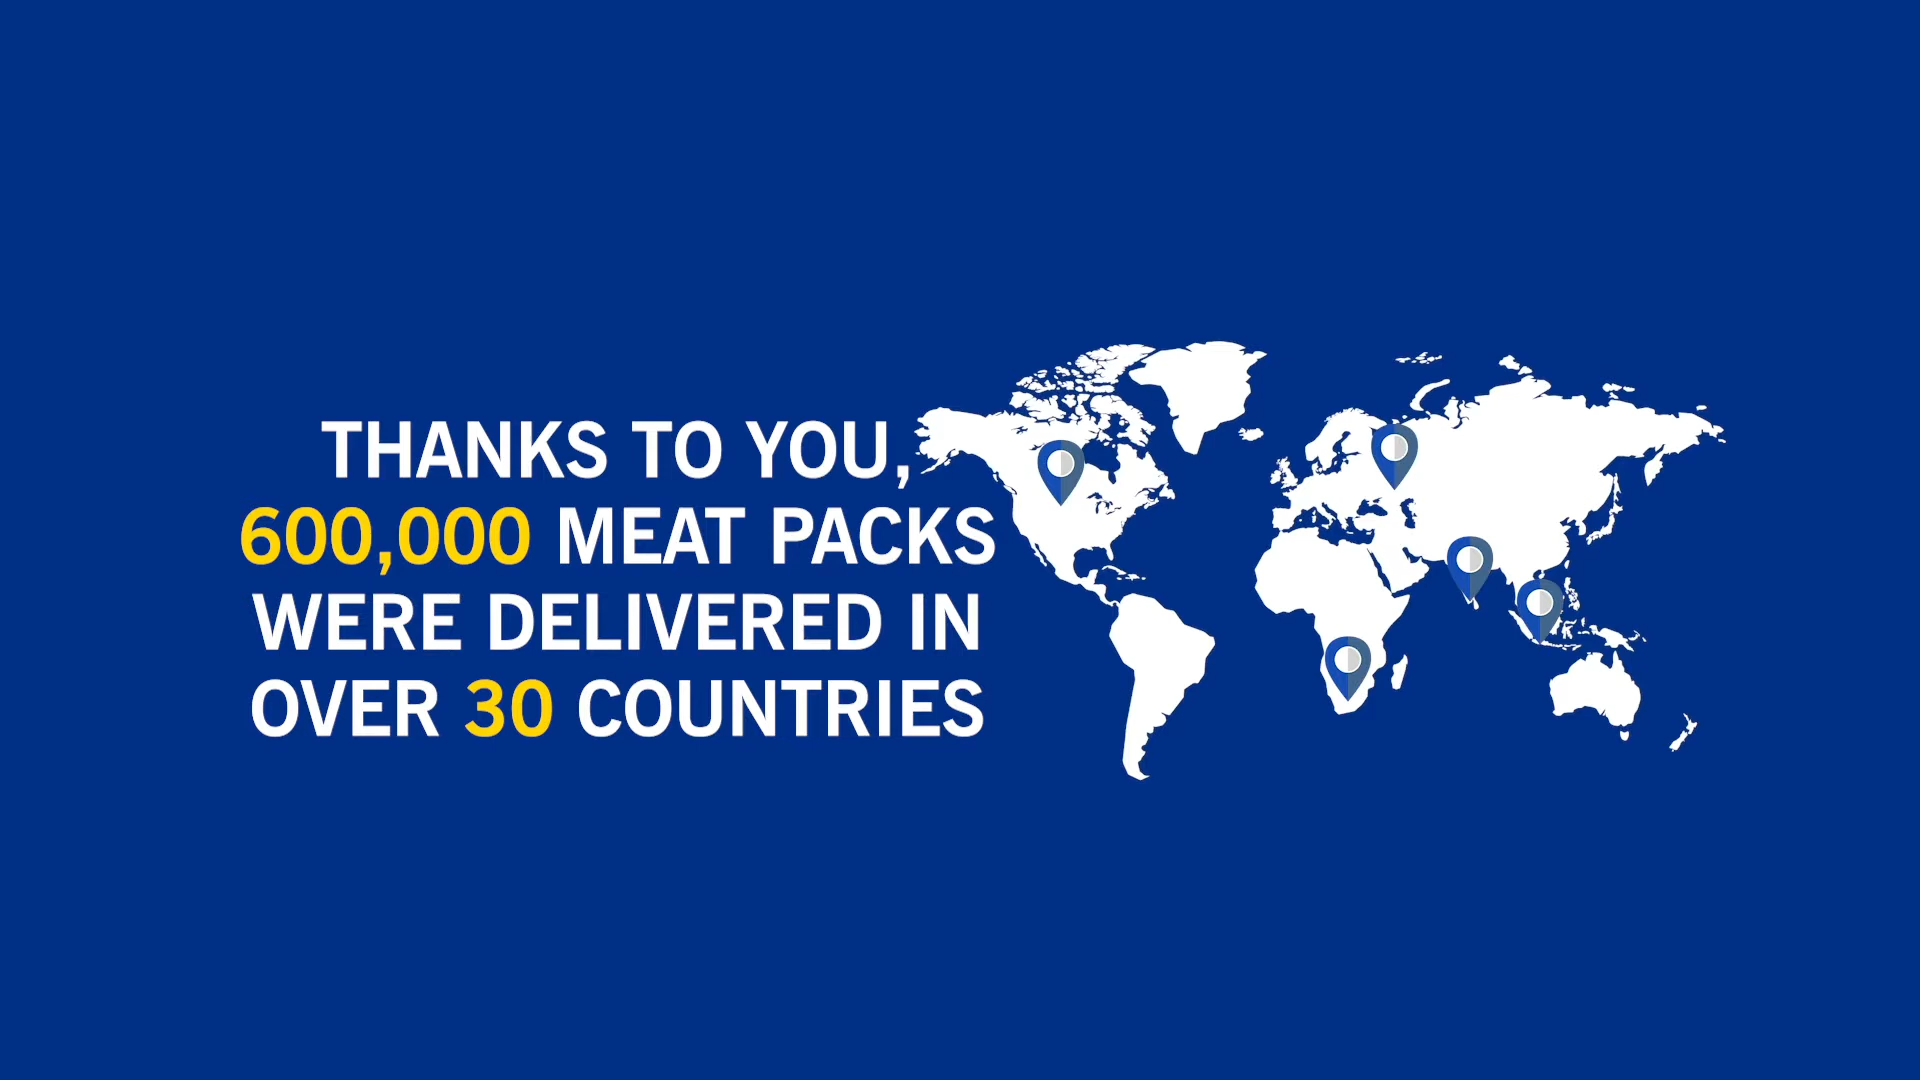 THANKS TO YOU,
600,000 MEAT PACKS
WERE DELIVERED IN
OVER 30 COUNTRIES